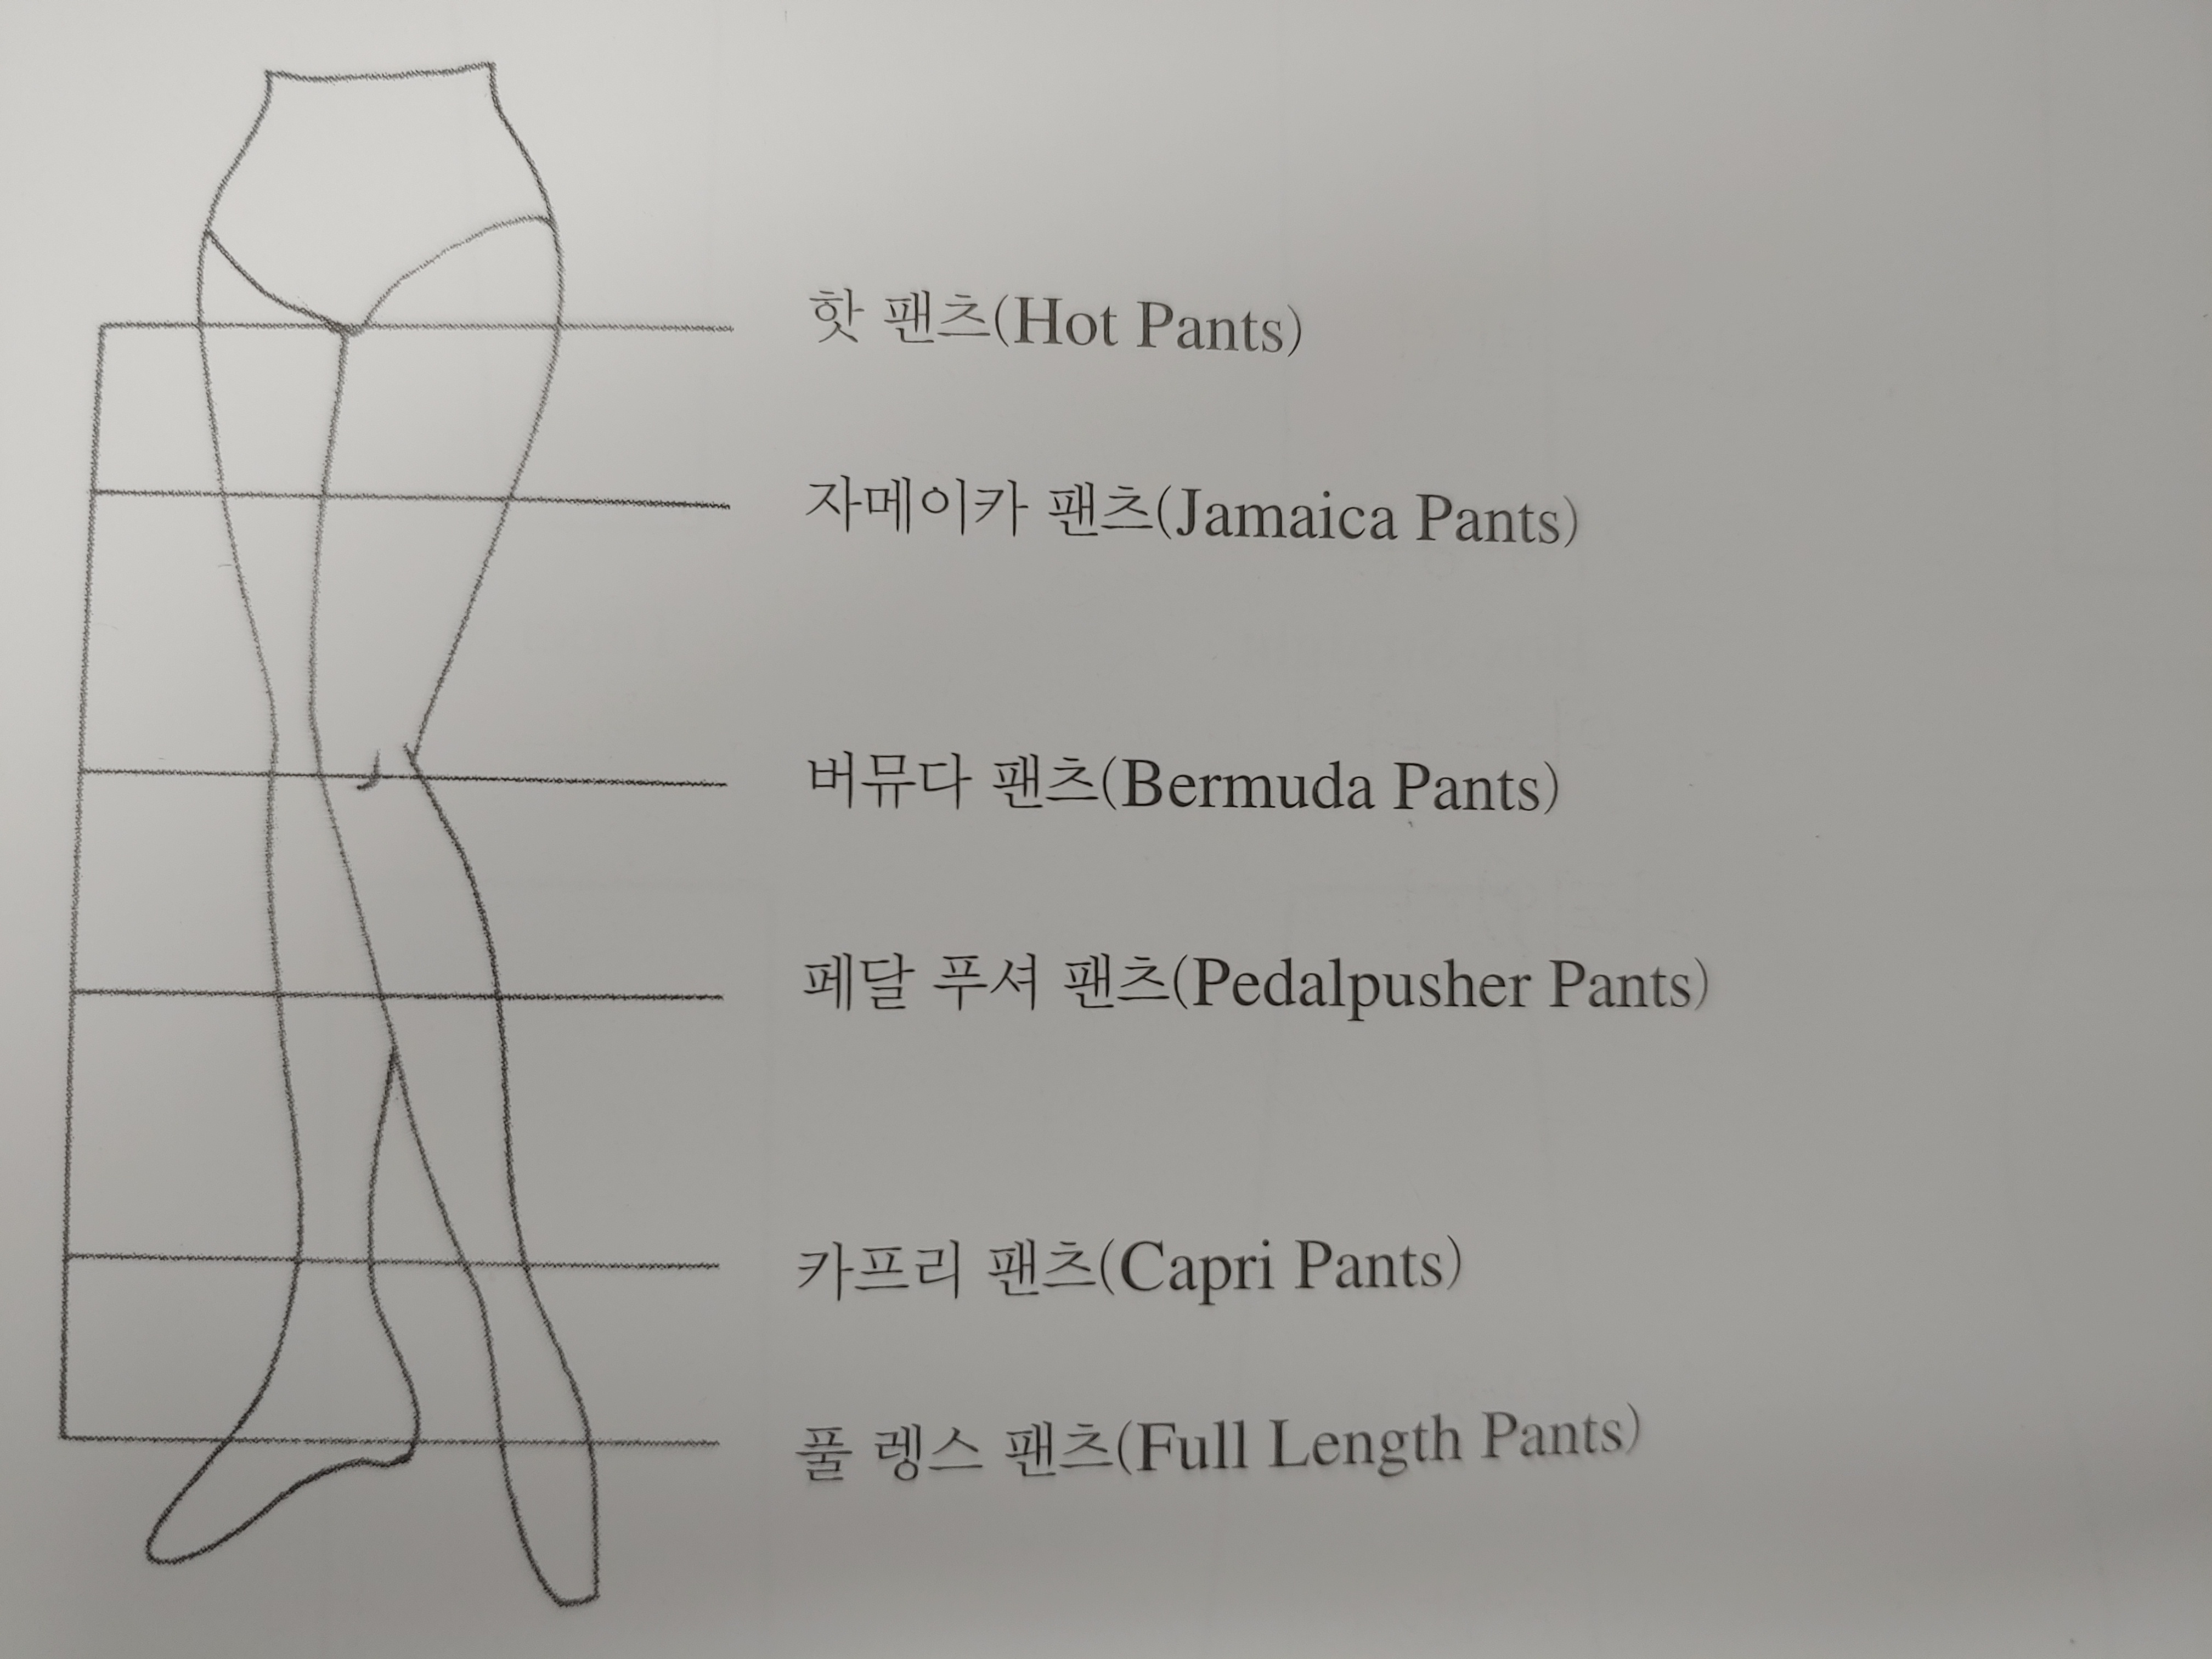 핫 팬츠(Hot Pants)
자메이카 팬츠(Jamaica Pants)
버뮤다 팬츠(Bermuda Pants)
페달 푸셔 팬츠(Pedalpusher Pants)
카프리 팬츠(Capri Pants)
풀 렝스 팬츠(Full Length Pants)